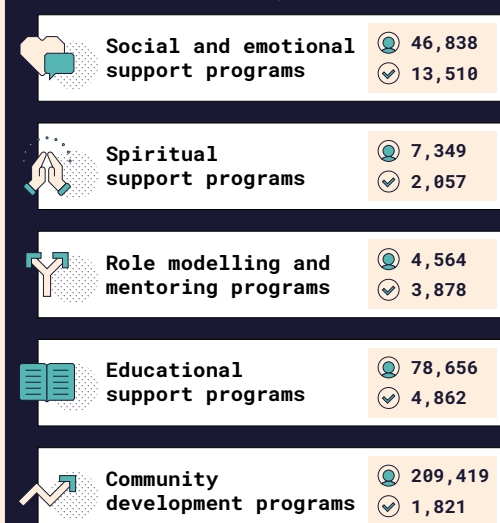 Social and emotional
support programs
46,838
13,510
Spiritual
support programs
7,349
2,057
Role modelling and
mentoring programs
4,564
3,878
Educational
support programs
78,656
4,862
Community
development programs
209,419
1,821